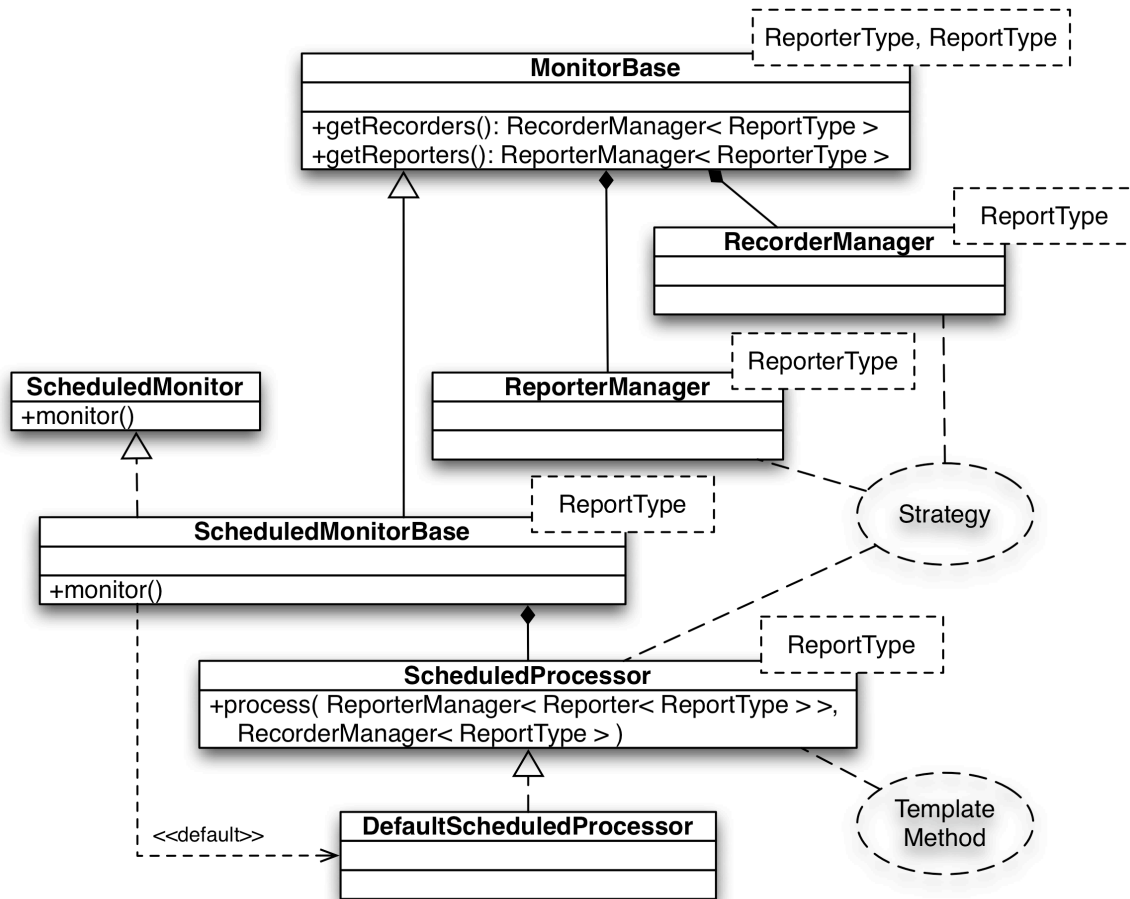 ReporterType, ReportType
MonitorBase
+getRecorders(): RecorderManager< ReportType >
+getReporters(): ReporterManager< ReporterType >
ReportType
RecorderManager
ReporterType
ReporterManager
ScheduledMonitor
+monitor()
ReportType
ScheduledMonitorBase
+monitor()
Strategy
ReportType
ScheduledProcessor
+process( ReporterManager< Reporter< ReportType > >,
RecorderManager< ReportType > )
Template
Method
<<default>>
DefaultScheduledProcessor